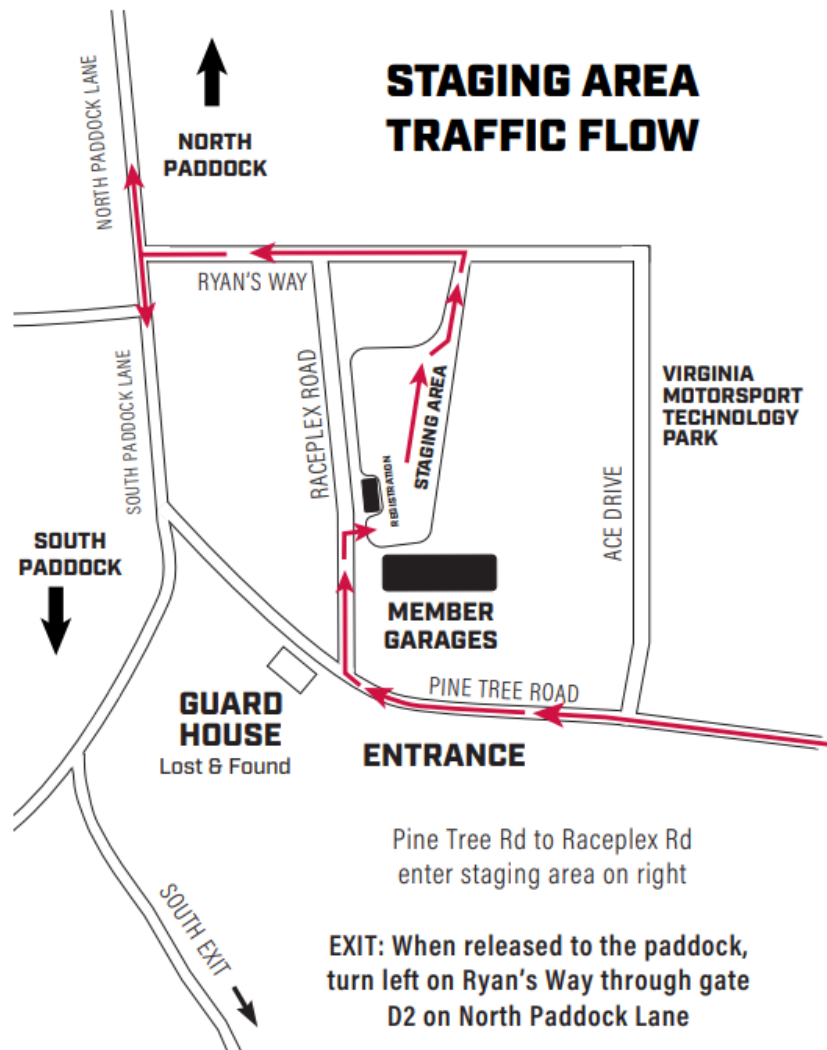 STAGING AREA
TRAFFIC FLOW
NORTH PADDOCK LANE
NORTH
PADDOCK
RYAN'S WAY
RACEPLEX ROAD
STAGING AREA
REGISTRATION
VIRGINIA
MOTORSPORT
TECHNOLOGY
PARK
SOUTH PADDOCK LANE
ACE DRIVE
SOUTH
PADDOCK
MEMBER
GARAGES
PINE TREE ROAD
GUARD
HOUSE
Lost & Found
ENTRANCE
Pine Tree Rd to Raceplex Rd
enter staging area on right
SOUTH EXIT
EXIT: When released to the paddock,
turn left on Ryan's Way through gate
D2 on North Paddock Lane